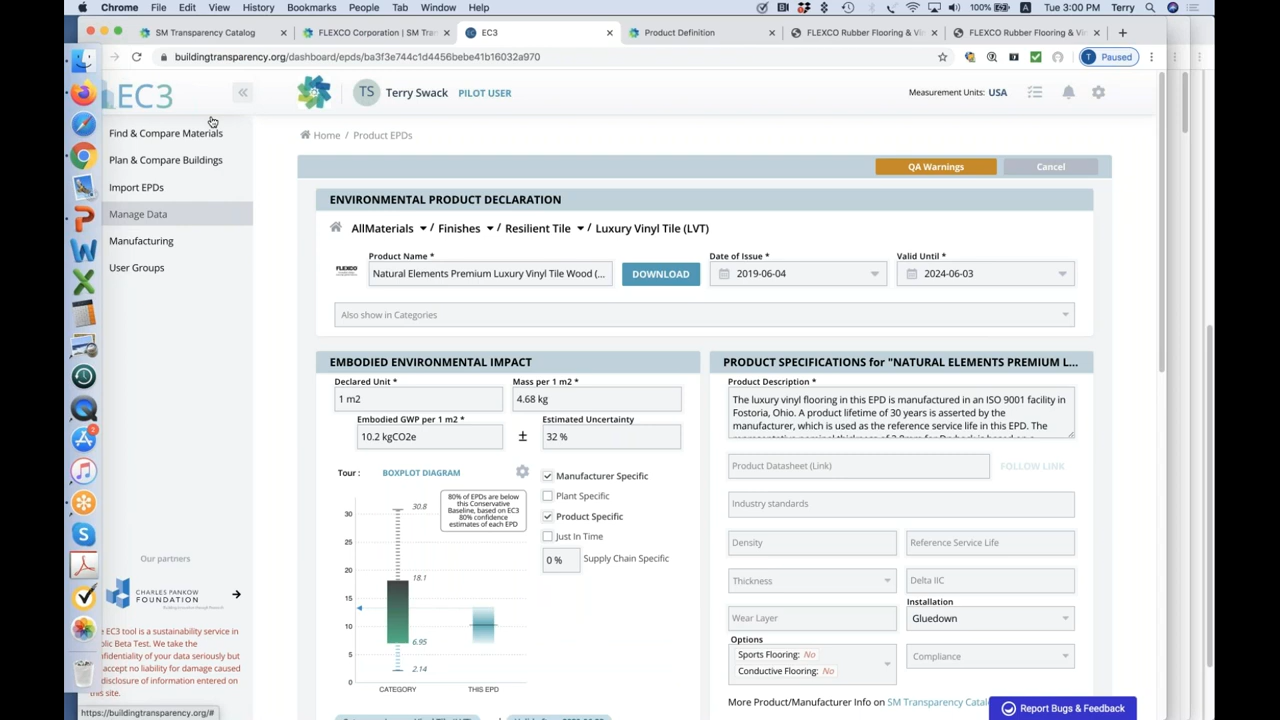 Chrome File Edit View History Bookmarks People Tab Window Help
100% Tue 3:00 PM Terry
SM Transparency Catalog
FLEXCO Corporation | SM Tran
EC3
Product Definition
FLEXCO Rubber Flooring & Vi
FLEXCO Rubber Flooring & Vi
buildingtransparency.org/dashboard/epds/ba3f3e744c1d4456bebe41b16032a970
T Paused
EC3
TS Terry Swack PILOT USER
Measurement Units: USA
Find & Compare Materials
Plan & Compare Buildings
Import EPDs
Manage Data
Manufacturing
User Groups
Home / Product EPDs
QA Warnings
Cancel
ENVIRONMENTAL PRODUCT DECLARATION
AllMaterials / Finishes / Resilient Tile / Luxury Vinyl Tile (LVT)
FLEXCO
Product Name *
Natural Elements Premium Luxury Vinyl Tile Wood (...
DOWNLOAD
Date of Issue *
2019-06-04
Valid Until *
2024-06-03
Also show in Categories
EMBODIED ENVIRONMENTAL IMPACT
Declared Unit *
1 m2
Mass per 1 m2 *
4.68 kg
Embodied GWP per 1 m2 *
10.2 kgCO2e
±
Estimated Uncertainty
32 %
Tour : BOXPLOT DIAGRAM
80% of EPDs are below
this Conservative
Baseline, based on EC3
80% confidence
estimates of each EPD
30
25
20
15
10
5
0
30.8
18.1
6.95
2.14
CATEGORY
THIS EPD
Manufacturer Specific
Plant Specific
Product Specific
Just In Time
0 % Supply Chain Specific
PRODUCT SPECIFICATIONS for "NATURAL ELEMENTS PREMIUM L...
Product Description *
The luxury vinyl flooring in this EPD is manufactured in an ISO 9001 facility in
Fostoria, Ohio. A product lifetime of 30 years is asserted by the
manufacturer, which is used as the reference service life in this EPD. The
Product Datasheet (Link)
FOLLOW LINK
Industry standards
Density
Reference Service Life
Thickness
Delta IIC
Wear Layer
Installation
Gluedown
Options
Sports Flooring: No
Conductive Flooring: No
Compliance
More Product/Manufacturer Info on SM Transparency Catalo
Report Bugs & Feedback
Our partners
CHARLES PANKOW
FOUNDATION
EC3 tool is a sustainability service in
Beta Test. We take the
of your data seriously but
accept no liability for damage caused
disclosure of information entered on
this site.
https://buildingtransparency.org/#